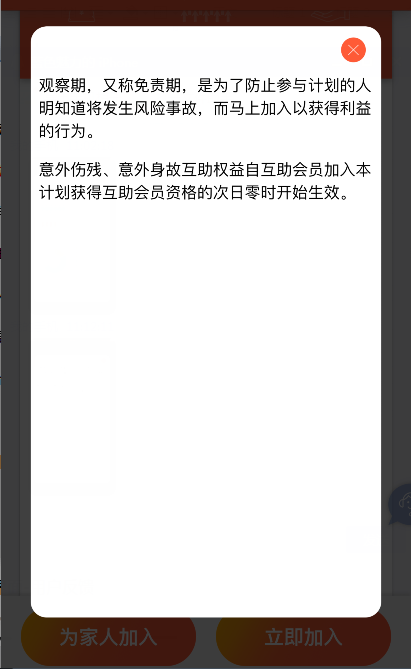 观察期，又称免责期，是为了防止参与计划的人
明知道将发生风险事故，而马上加入以获得利益
的行为。
意外伤残、意外身故互助权益自互助会员加入本
计划获得互助会员资格的次日零时开始生效。
为家人加入
立即加入